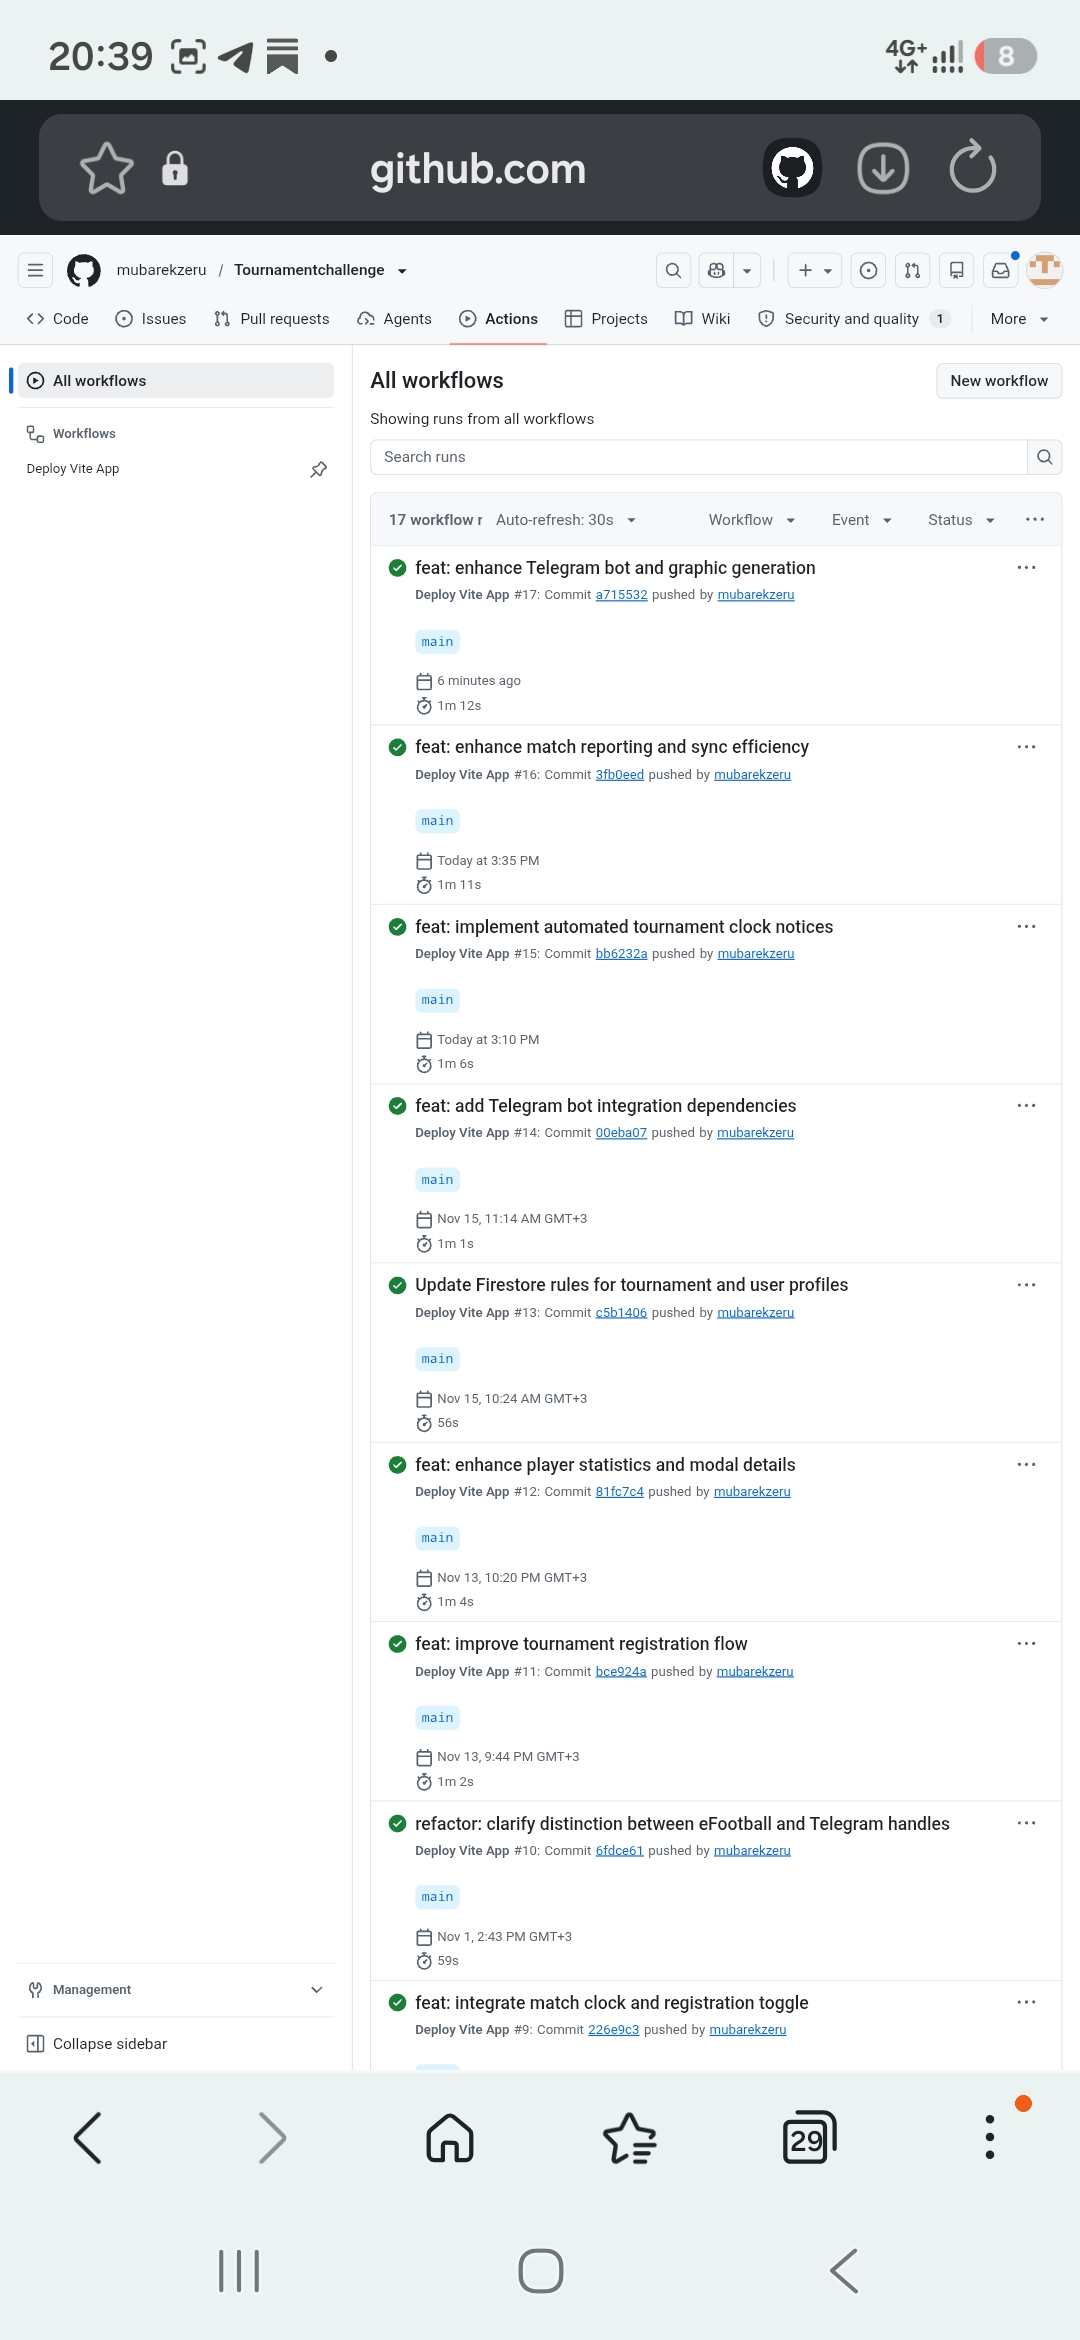 20:39
4G+
8
github.com
mubarekzeru / Tournamentchallenge
Code Issues Pull requests Agents Actions Projects Wiki Security and quality 1 More
All workflows
Workflows
Deploy Vite App
All workflows
New workflow
Showing runs from all workflows
Search runs
17 workflow r Auto-refresh: 30s Workflow Event Status
feat: enhance Telegram bot and graphic generation
Deploy Vite App #17: Commit a715532 pushed by mubarekzeru
main
6 minutes ago
1m 12s
feat: enhance match reporting and sync efficiency
Deploy Vite App #16: Commit 3fb0eed pushed by mubarekzeru
main
Today at 3:35 PM
1m 11s
feat: implement automated tournament clock notices
Deploy Vite App #15: Commit bb6232a pushed by mubarekzeru
main
Today at 3:10 PM
1m 6s
feat: add Telegram bot integration dependencies
Deploy Vite App #14: Commit 00eba07 pushed by mubarekzeru
main
Nov 15, 11:14 AM GMT+3
1m 1s
Update Firestore rules for tournament and user profiles
Deploy Vite App #13: Commit c5b1406 pushed by mubarekzeru
main
Nov 15, 10:24 AM GMT+3
56s
feat: enhance player statistics and modal details
Deploy Vite App #12: Commit 81fc7c4 pushed by mubarekzeru
main
Nov 13, 10:20 PM GMT+3
1m 4s
feat: improve tournament registration flow
Deploy Vite App #11: Commit bce924a pushed by mubarekzeru
main
Nov 13, 9:44 PM GMT+3
1m 2s
refactor: clarify distinction between eFootball and Telegram handles
Deploy Vite App #10: Commit 6fdce61 pushed by mubarekzeru
main
Nov 1, 2:43 PM GMT+3
59s
feat: integrate match clock and registration toggle
Deploy Vite App #9: Commit 226e9c3 pushed by mubarekzeru
Management
Collapse sidebar
29